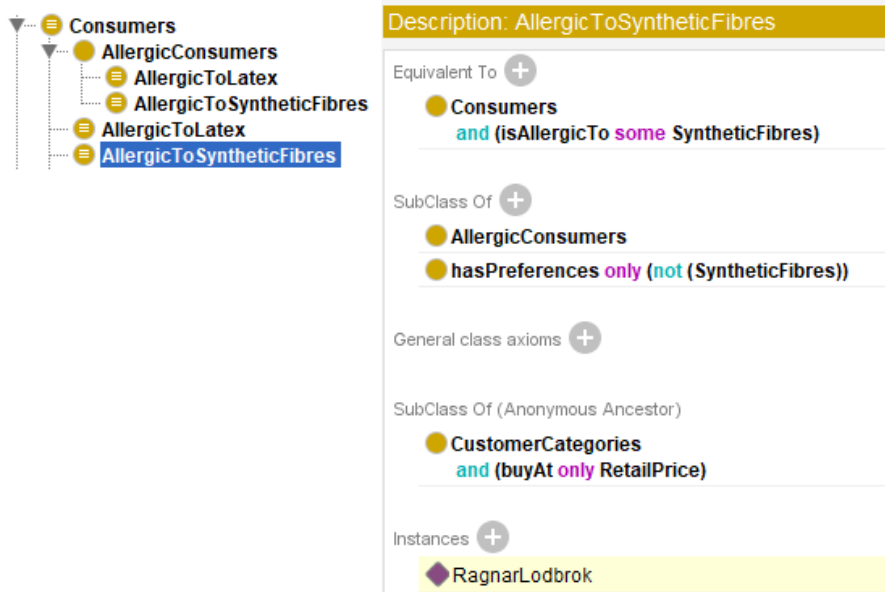 Consumers
AllergicConsumers
AllergicToLatex
AllergicToSyntheticFibres
AllergicToLatex
AllergicToSyntheticFibres
Description: AllergicToSyntheticFibres
Equivalent To
Consumers
and (isAllergicTo some SyntheticFibres)
SubClass Of
AllergicConsumers
hasPreferences only (not (SyntheticFibres))
General class axioms
SubClass Of (Anonymous Ancestor)
CustomerCategories
and (buyAt only RetailPrice)
Instances
RagnarLodbrok